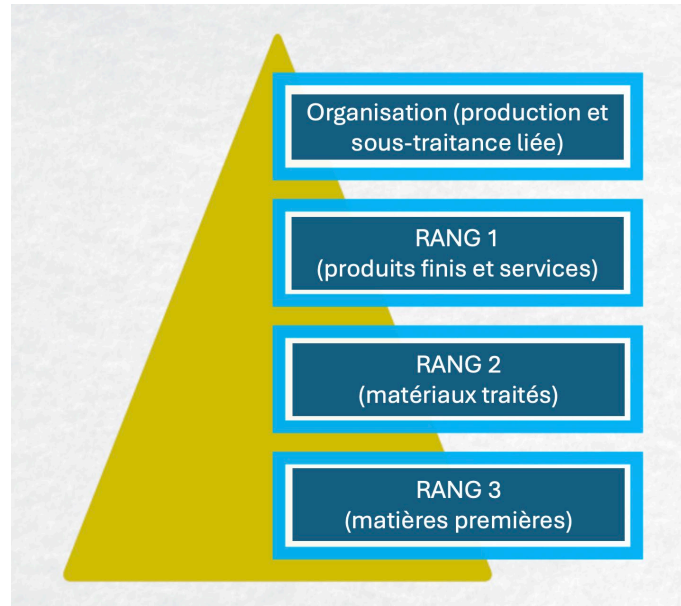 Organisation (production et
sous-traitance liée)
RANG 1
(produits finis et services)
RANG 2
(matériaux traités)
RANG 3
(matières premières)